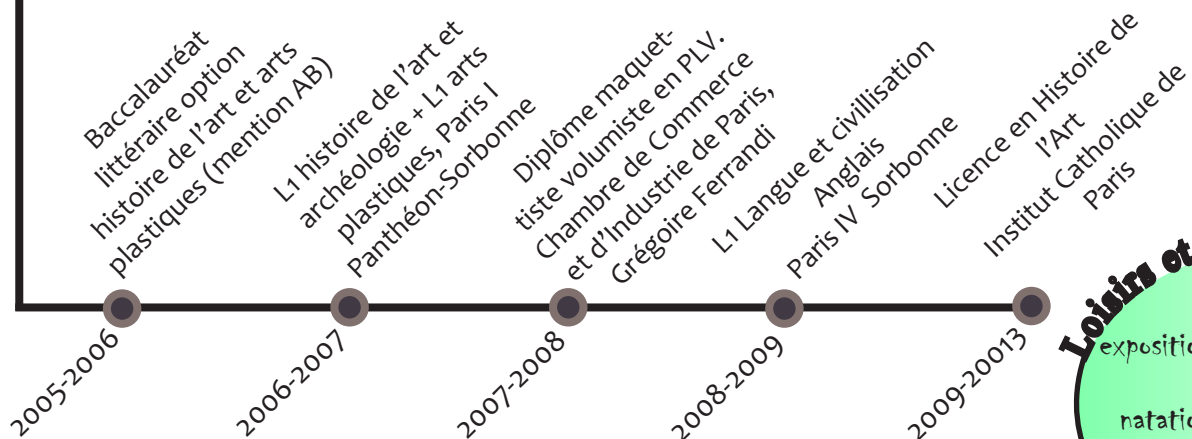 Baccalauréat
littéraire option
histoire de l'art et arts
plastiques (mention AB)
2005-2006
L1 histoire de l'art et
archéologie + L1 arts
plastiques, Paris I
Panthéon-Sorbonne
2006-2007
Diplôme maquet-
tiste volumiste en PLV.
Chambre de Commerce
et d'Industrie de Paris,
Grégoire Ferrandi
2007-2008
L1 Langue et civillisation
Anglais
Paris IV Sorbonne
2008-2009
Licence en Histoire de
l'Art
Institut Catholique de
Paris
2009-20013
Loisirs et